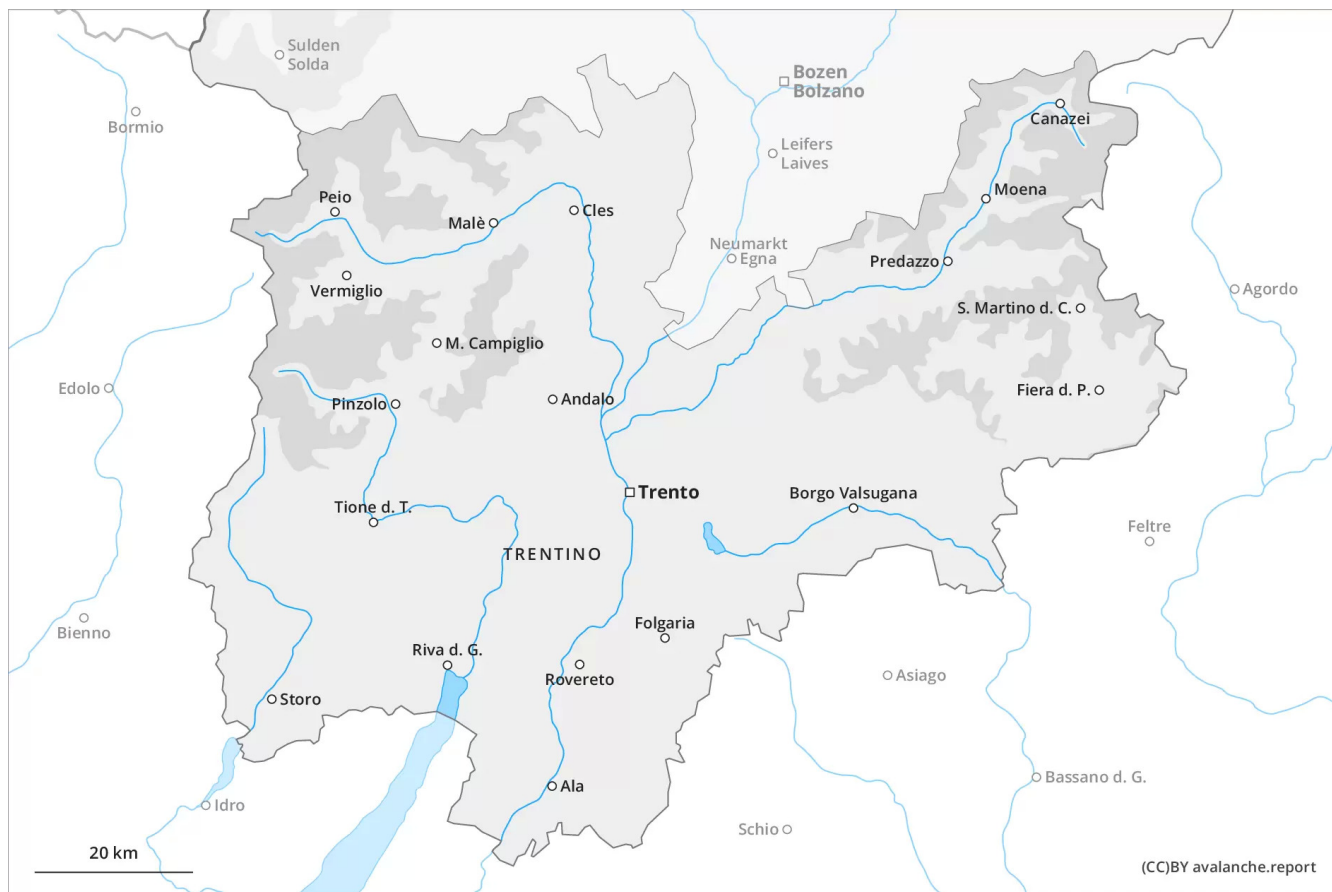 Sulden
Solda
Bozen
Bolzano
Bormio
Canazei
Leifers
Laives
Peio
Moena
Malè
Cles
Neumarkt
Egna
Predazzo
Vermiglio
Agordo
S. Martino d. C.
M. Campiglio
Edolo
Fiera d. P.
Pinzolo
Andalo
Trento
Borgo Valsugana
Tione d. T.
Feltre
TRENTINO
Bienno
Folgaria
Riva d. G.
Rovereto
Asiago
Storo
Bassano d. G.
Ala
Idro
Schio
20 km
(CC)BY avalanche.report